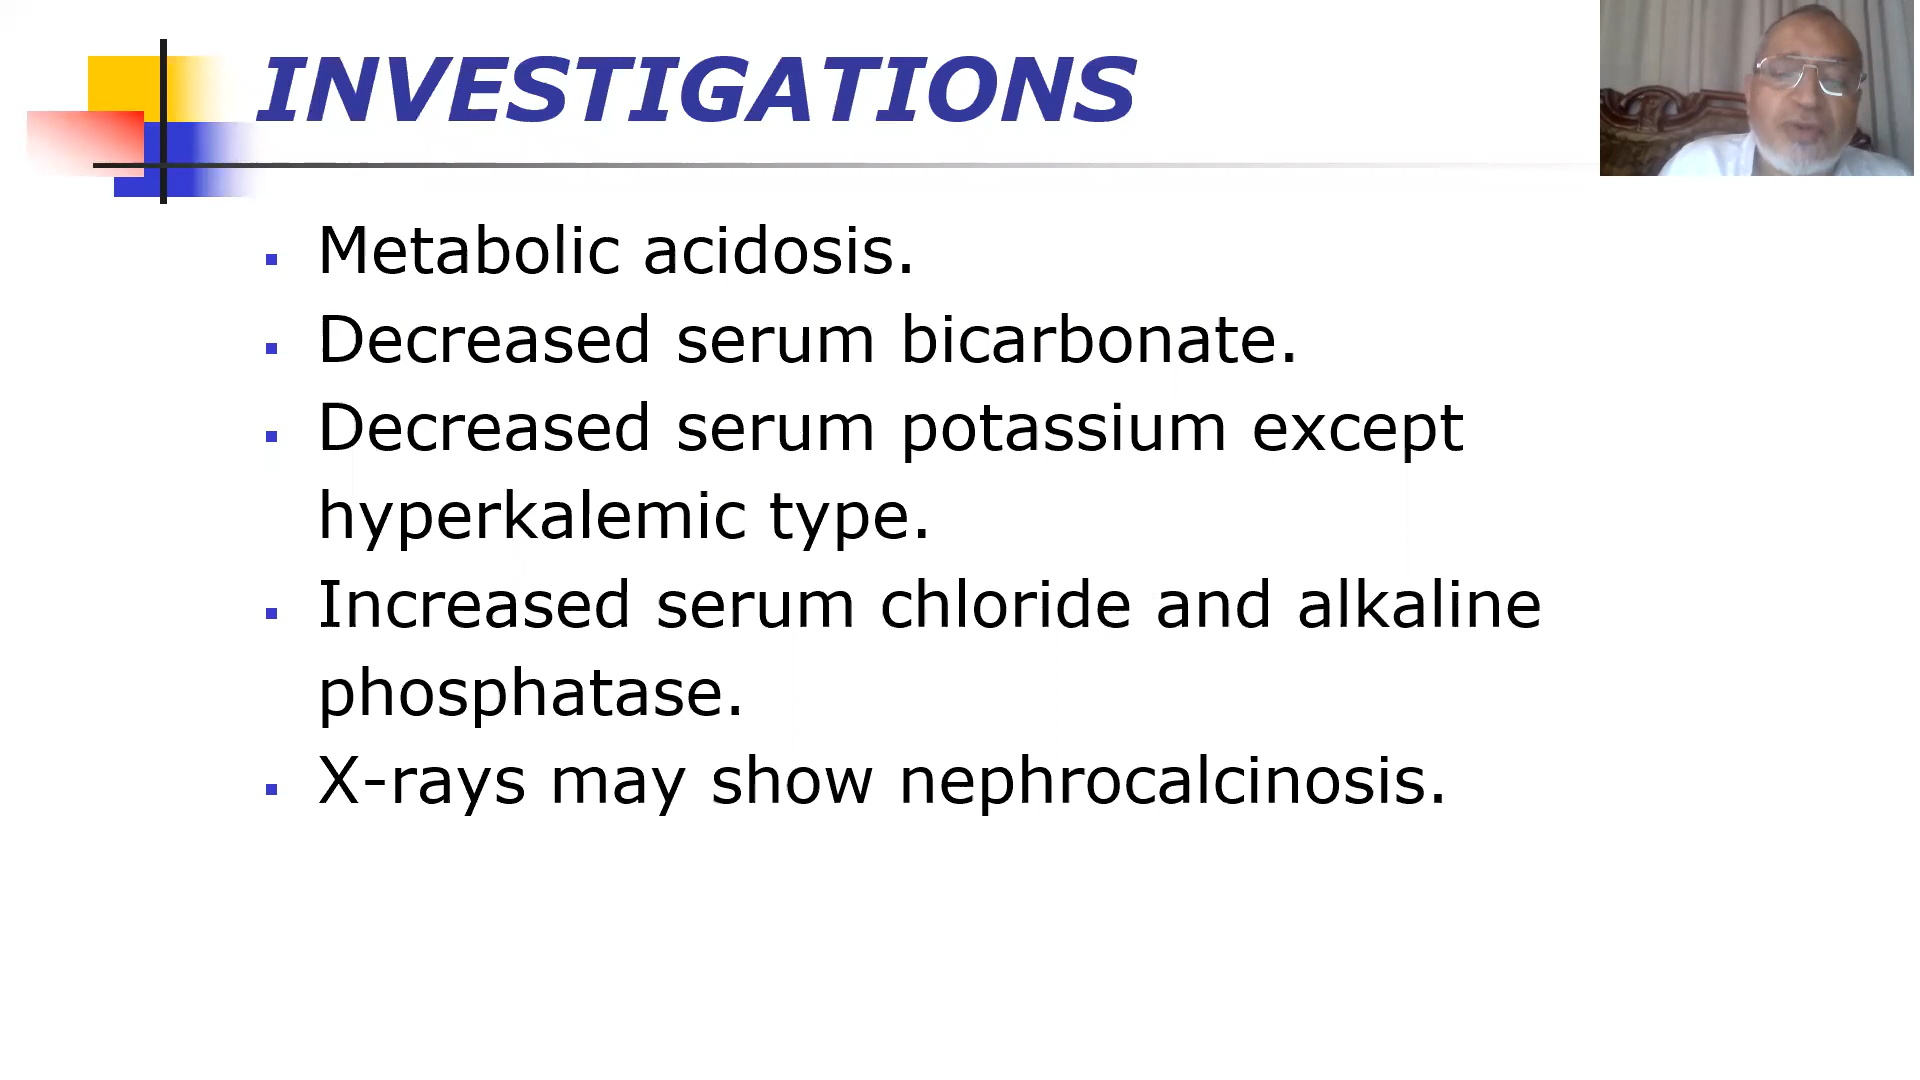 INVESTIGATIONS
Metabolic acidosis.
Decreased serum bicarbonate.
Decreased serum potassium except
hyperkalemic type.
Increased serum chloride and alkaline
phosphatase.
X-rays may show nephrocalcinosis.